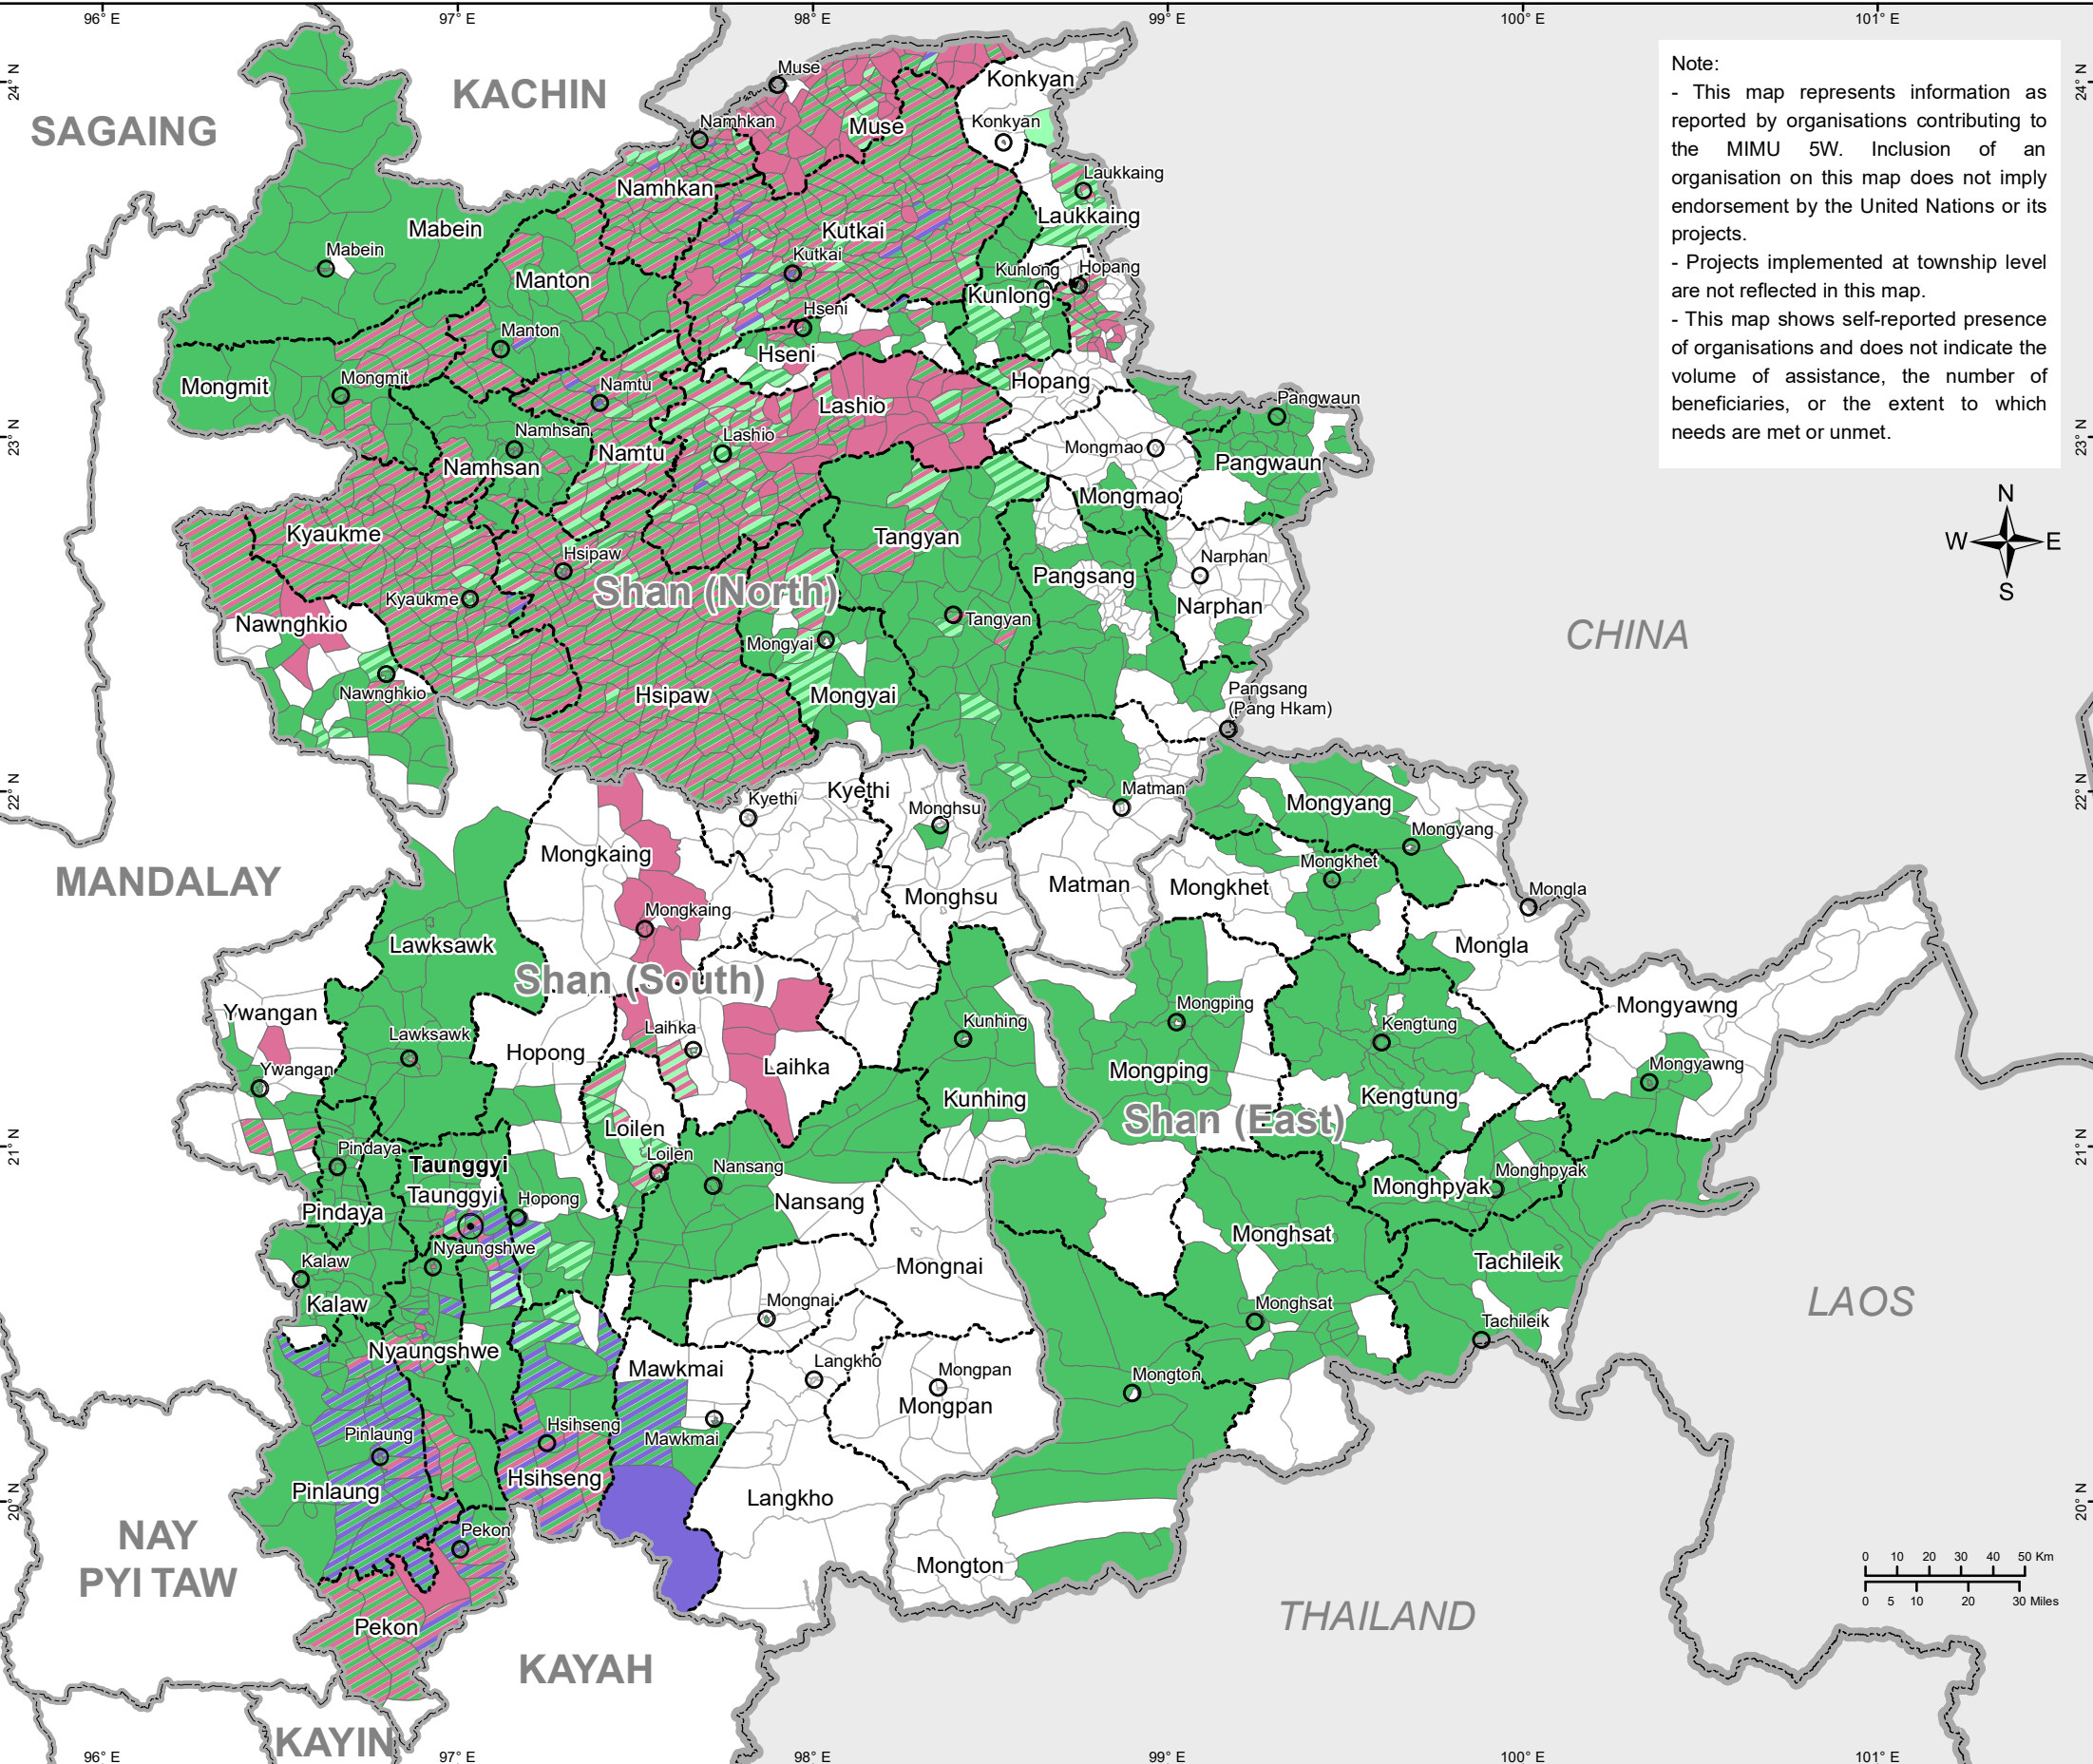 96° E
97° E
98° E
99° E
100° E
101° E
24° N
24° N
23° N
23° N
22° N
22° N
21° N
21° N
20° N
20° N
Note:
- This map represents information as
reported by organisations contributing to
the MIMU 5W. Inclusion of an
organisation on this map does not imply
endorsement by the United Nations or its
projects.
- Projects implemented at township level
are not reflected in this map.
- This map shows self-reported presence
of organisations and does not indicate the
volume of assistance, the number of
beneficiaries, or the extent to which
needs are met or unmet.
N
W
E
S
SAGAING
KACHIN
MANDALAY
NAY
PYI TAW
KAYAH
KAYIN
CHINA
LAOS
THAILAND
Shan (North)
Shan (South)
Shan (East)
Muse
Konkyan
Namhkan
Konkyan
Muse
Laukkaing
Namhkan
Laukkaing
Mabein
Kutkai
Mabein
Kutkai
Kunlong
Hopang
Manton
Kunlong
Hseni
Manton
Hseni
Mongmit
Mongmit
Namtu
Hopang
Lashio
Pangwaun
Namhsan
Lashio
Mongmao
Namhsan
Namtu
Pangwaun
Mongmao
Kyaukme
Tangyan
Hsipaw
Narphan
Pangsang
Kyaukme
Narphan
Nawnghkio
Tangyan
Mongyai
Nawnghkio
Hsipaw
Mongyai
Pangsang
(Pang Hkam)
Kyethi
Kyethi
Monghsu
Matman
Mongyang
Mongyang
Mongkaing
Mongkhet
Matman
Mongkhet
Mongla
Monghsu
Mongkaing
Lawksawk
Mongla
Ywangan
Mongping
Mongyawng
Lawksawk
Laihka
Kunhing
Kengtung
Hopong
Laihka
Ywangan
Mongping
Mongyawng
Kunhing
Kengtung
Loilen
Pindaya
Taunggyi
Loilen
Nansang
Monghpyak
Monghpyak
Taunggyi
Hopong
Nansang
Pindaya
Monghsat
Nyaungshwe
Kalaw
Mongnai
Tachileik
Kalaw
Mongnai
Monghsat
Tachileik
Nyaungshwe
Mawkmai
Langkho
Mongpan
Mongton
Mongpan
Hsihseng
Pinlaung
Mawkmai
Hsihseng
Pinlaung
Langkho
Pekon
Mongton
Pekon
0 10 20 30 40 50 Km
0 5 10 20 30 Miles
96° E
97° E
98° E
99° E
100° E
101° E